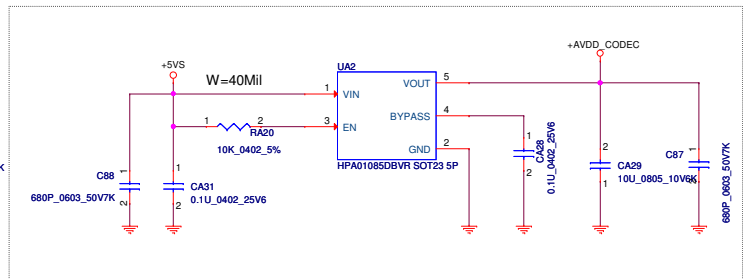 +5VS
W=40Mil
UA2
+AVDD_CODEC
1
VIN
VOUT
5
1
RA20
2
3
EN
BYPASS
4
10K_0402_5%
GND
2
HPA01085DBVR SOT23 5P
C88
1
2
680P_0603_50V7K
1
CA31
2
0.1U_0402_25V6
1
CA28
2
0.1U_0402_25V6
2
CA29
1
10U_0805_10V6K
C87
1
2
680P_0603_50V7K
K